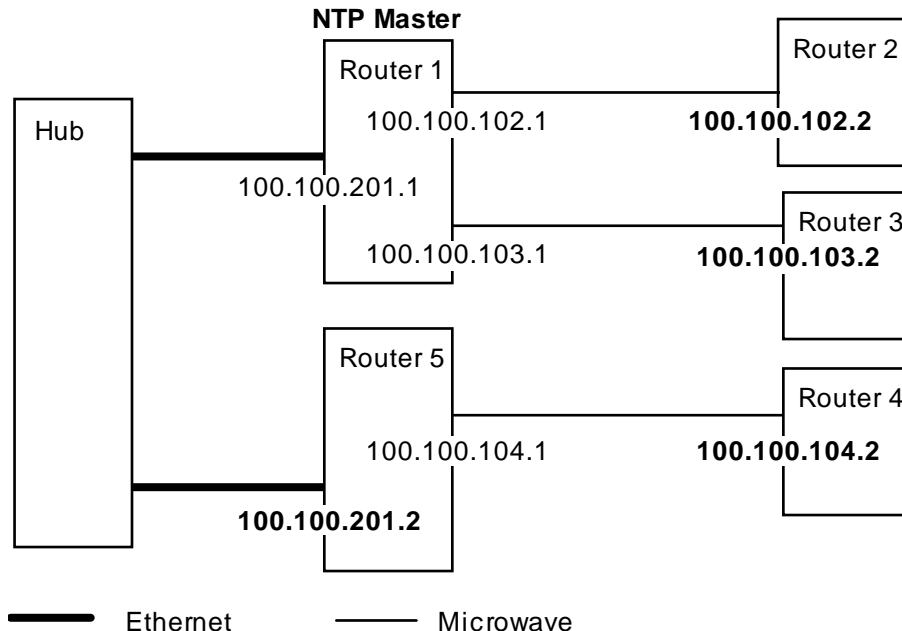 NTP Master
Router 1
Router 2
100.100.102.1
100.100.102.2
Hub
100.100.201.1
Router 3
100.100.103.1
100.100.103.2
Router 5
Router 4
100.100.104.1
100.100.104.2
100.100.201.2
Ethernet
Microwave